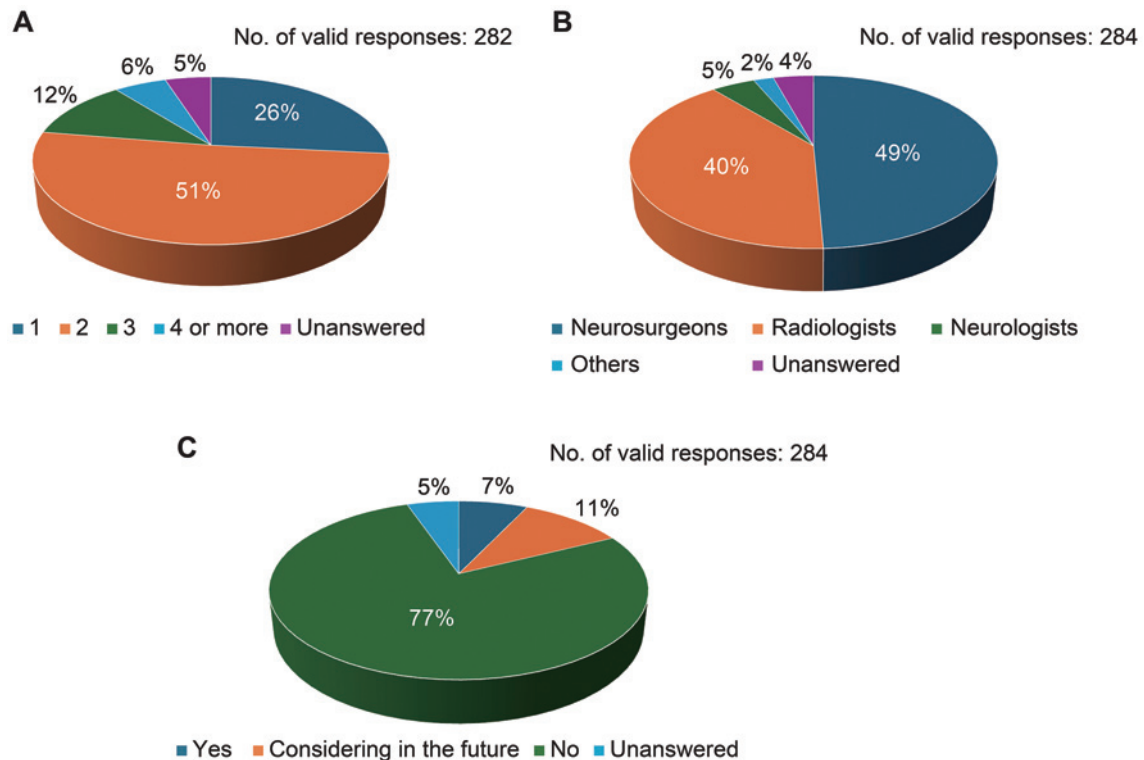 A
No. of valid responses: 282
5%
6%
12%
26%
51%
1 2 3 4 or more Unanswered
B
No. of valid responses: 284
4%
2%
5%
49%
40%
Neurosurgeons Radiologists Neurologists
Others Unanswered
C
No. of valid responses: 284
5%
7%
11%
77%
Yes Considering in the future No Unanswered